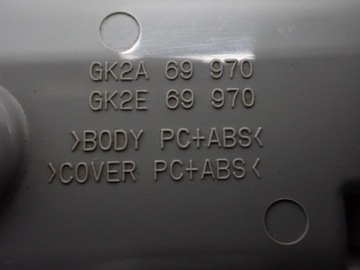 GK2A 69 970
GK2E 69 970
>BODY PC+ABS<
>COVER PC+ABS<